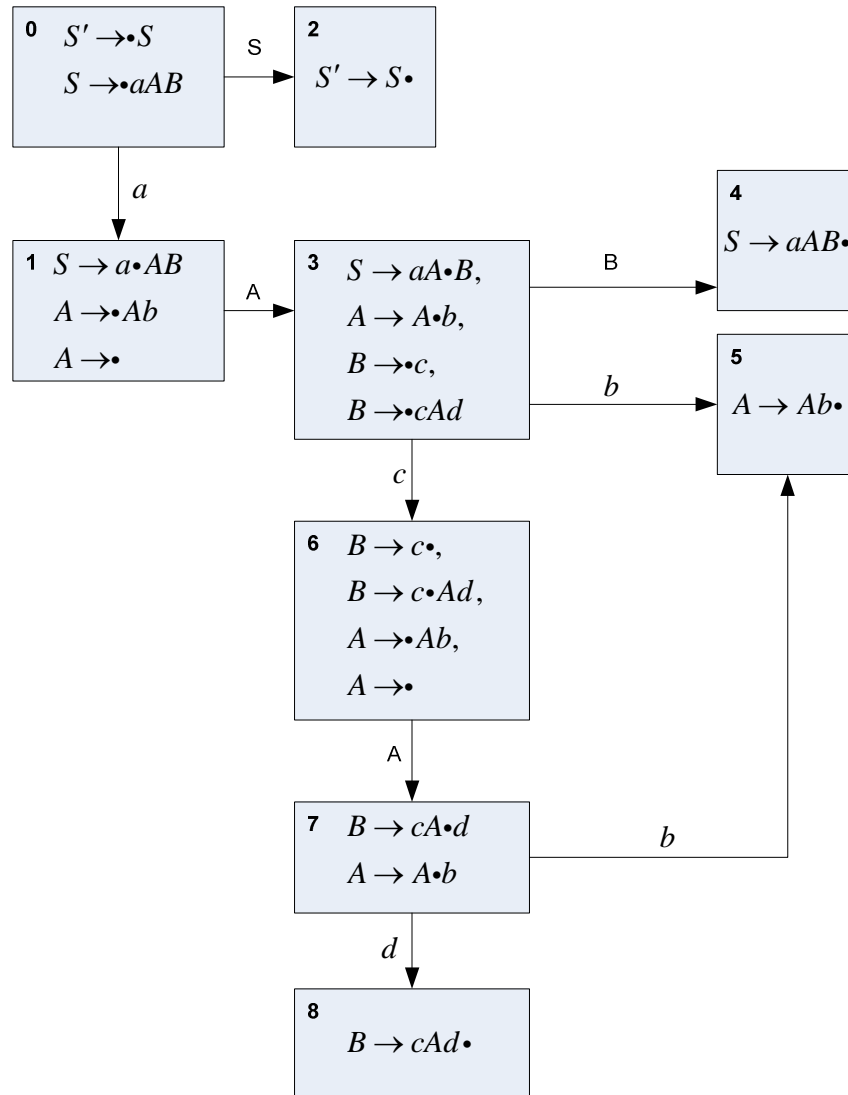 0
S′ →•S
S →•aAB
S
2
S′ → S•
a
1
S → a•AB
A →•Ab
A →•
A
3
S → aA•B,
A → A•b,
B →•c,
B →•cAd
B
4
S → aAB•
b
5
A → Ab•
c
6
B → c•,
B → c•Ad,
A →•Ab,
A →•
A
7
B → cA•d
A → A•b
b
d
8
B → cAd•